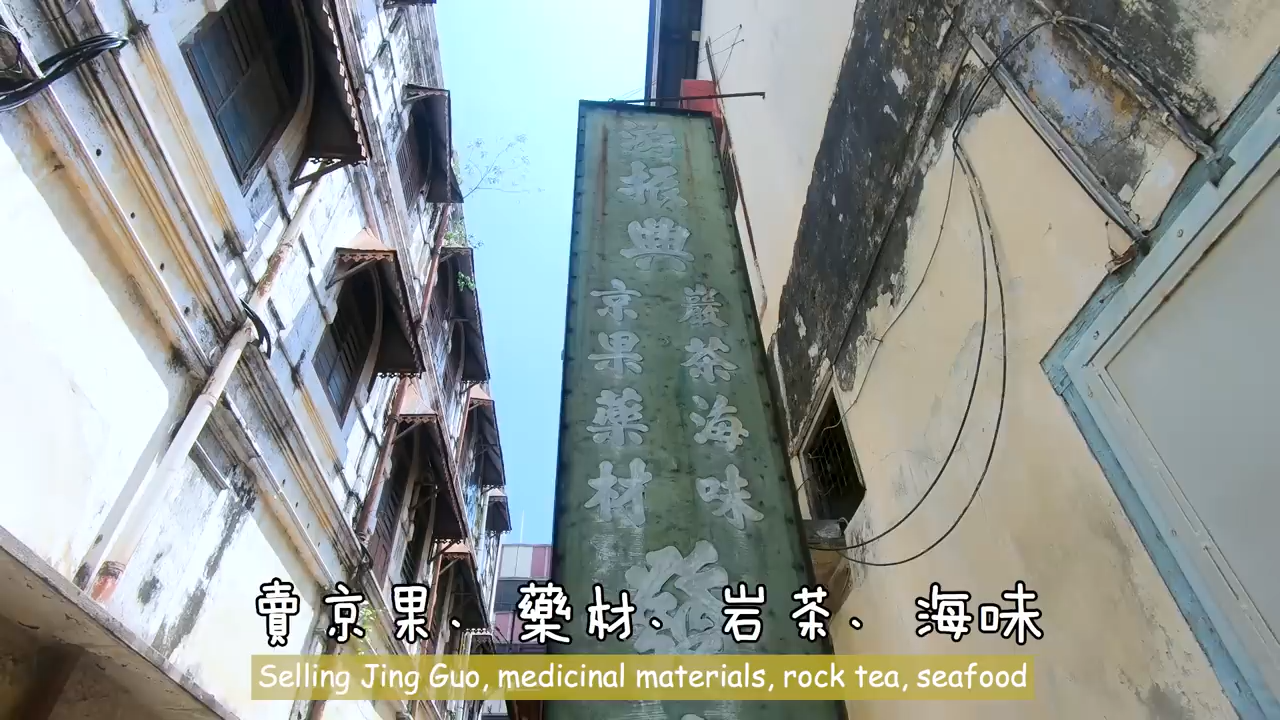 振興
巖茶海味
京果藥材
發
賣京果、藥材、岩茶、海味
Selling Jing Guo, medicinal materials, rock tea, seafood